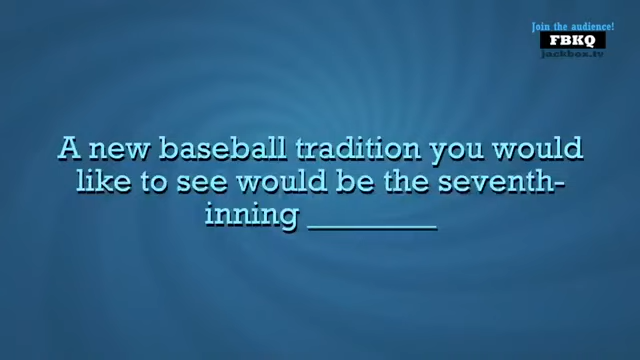 Join the audience!
FBKQ
jackbox.tv
A new baseball tradition you would
like to see would be the seventh-
inning ________